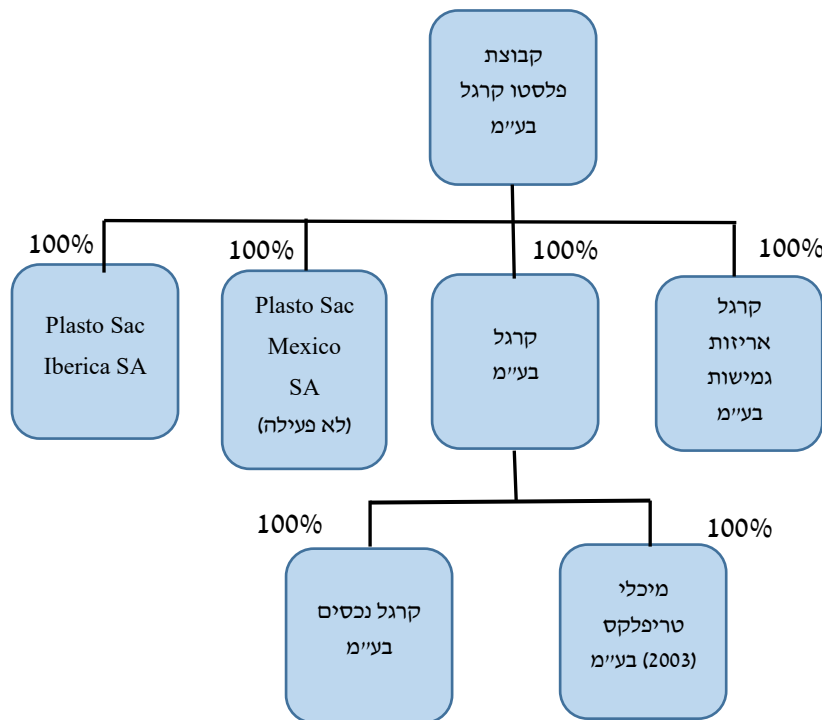 קבוצת
פלסטו קרגל
בע״מ
100%
100%
100%
100%
קרגל
אריזות
גמישות
בע״מ
קרגל
בע״מ
Plasto Sac
Mexico
SA
(לא פעילה)
Plasto Sac
Iberica SA
100%
100%
מיכלי
טריפלקס
(2003) בע״מ
קרגל נכסים
בע״מ